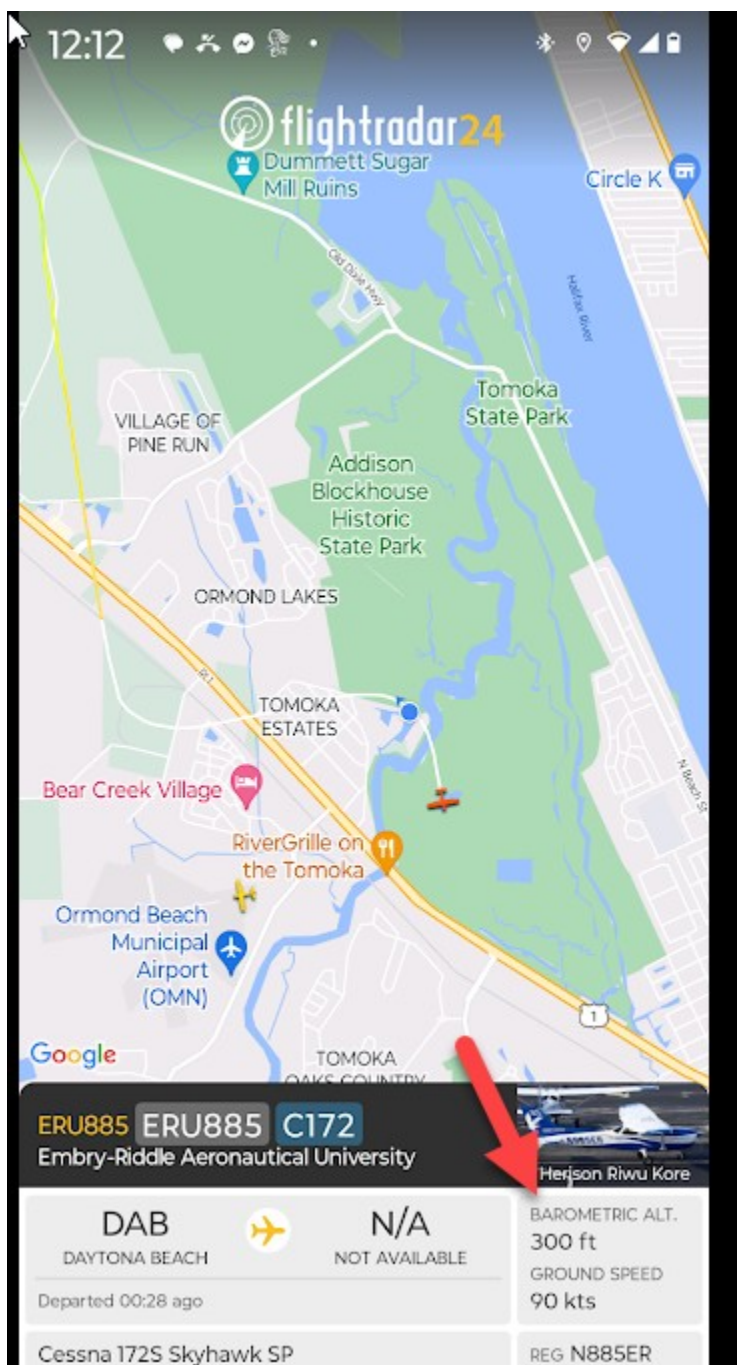 12:12
flightradar24
Dummett Sugar
Mill Ruins
Circle K
Old Dixie Hwy
Halifax River
Tomoka
State Park
VILLAGE OF
PINE RUN
Addison
Blockhouse
Historic
State Park
ORMOND LAKES
TOMOKA
ESTATES
N Beach St
Bear Creek Village
RiverGrille on
the Tomoka
Ormond Beach
Municipal
Airport
(OMN)
1
Google
TOMOKA
OAKS COUNTRY
ERU885 ERU885 C172
Embry-Riddle Aeronautical University
Herjson Riwu Kore
DAB
DAYTONA BEACH
N/A
NOT AVAILABLE
Departed 00:28 ago
BAROMETRIC ALT.
300 ft
GROUND SPEED
90 kts
Cessna 172S Skyhawk SP
REG N885ER